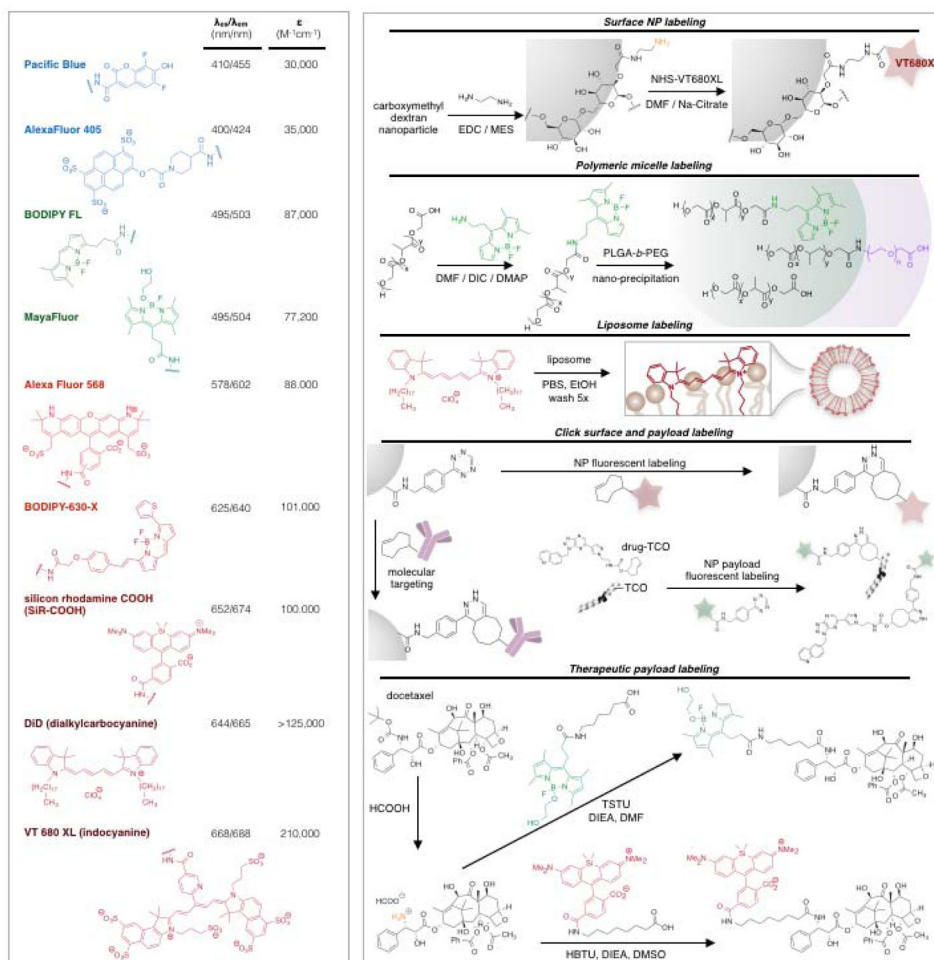 λex/λem ε
(nm/nm) (M-1cm-1)
Pacific Blue 410/455 30,000
AlexaFluor 405 400/424 35,000
BODIPY FL 495/503 87,000
MayaFluor 495/504 77,200
Alexa Fluor 568 578/602 88,000
BODIPY-630-X 625/640 101,000
silicon rhodamine COOH
(SiR-COOH) 652/674 100,000
DiD (dialkylcarbocyanine) 644/665 >125,000
VT 680 XL (indocyanine) 668/688 210,000
Surface NP labeling
carboxymethyl
dextran
nanoparticle
EDC / MES
NHS-VT680XL
DMF / Na-Citrate
VT680X
Polymeric micelle labeling
DMF / DIC / DMAP
PLGA-b-PEG
nano-precipitation
Liposome labeling
liposome
PBS, EtOH
wash 5x
Click surface and payload labeling
NP fluorescent labeling
molecular
targeting
drug-TCO
TCO
NP payload
fluorescent labeling
Therapeutic payload labeling
docetaxel
HCOOH
TSTU
DIEA, DMF
HBTU, DIEA, DMSO